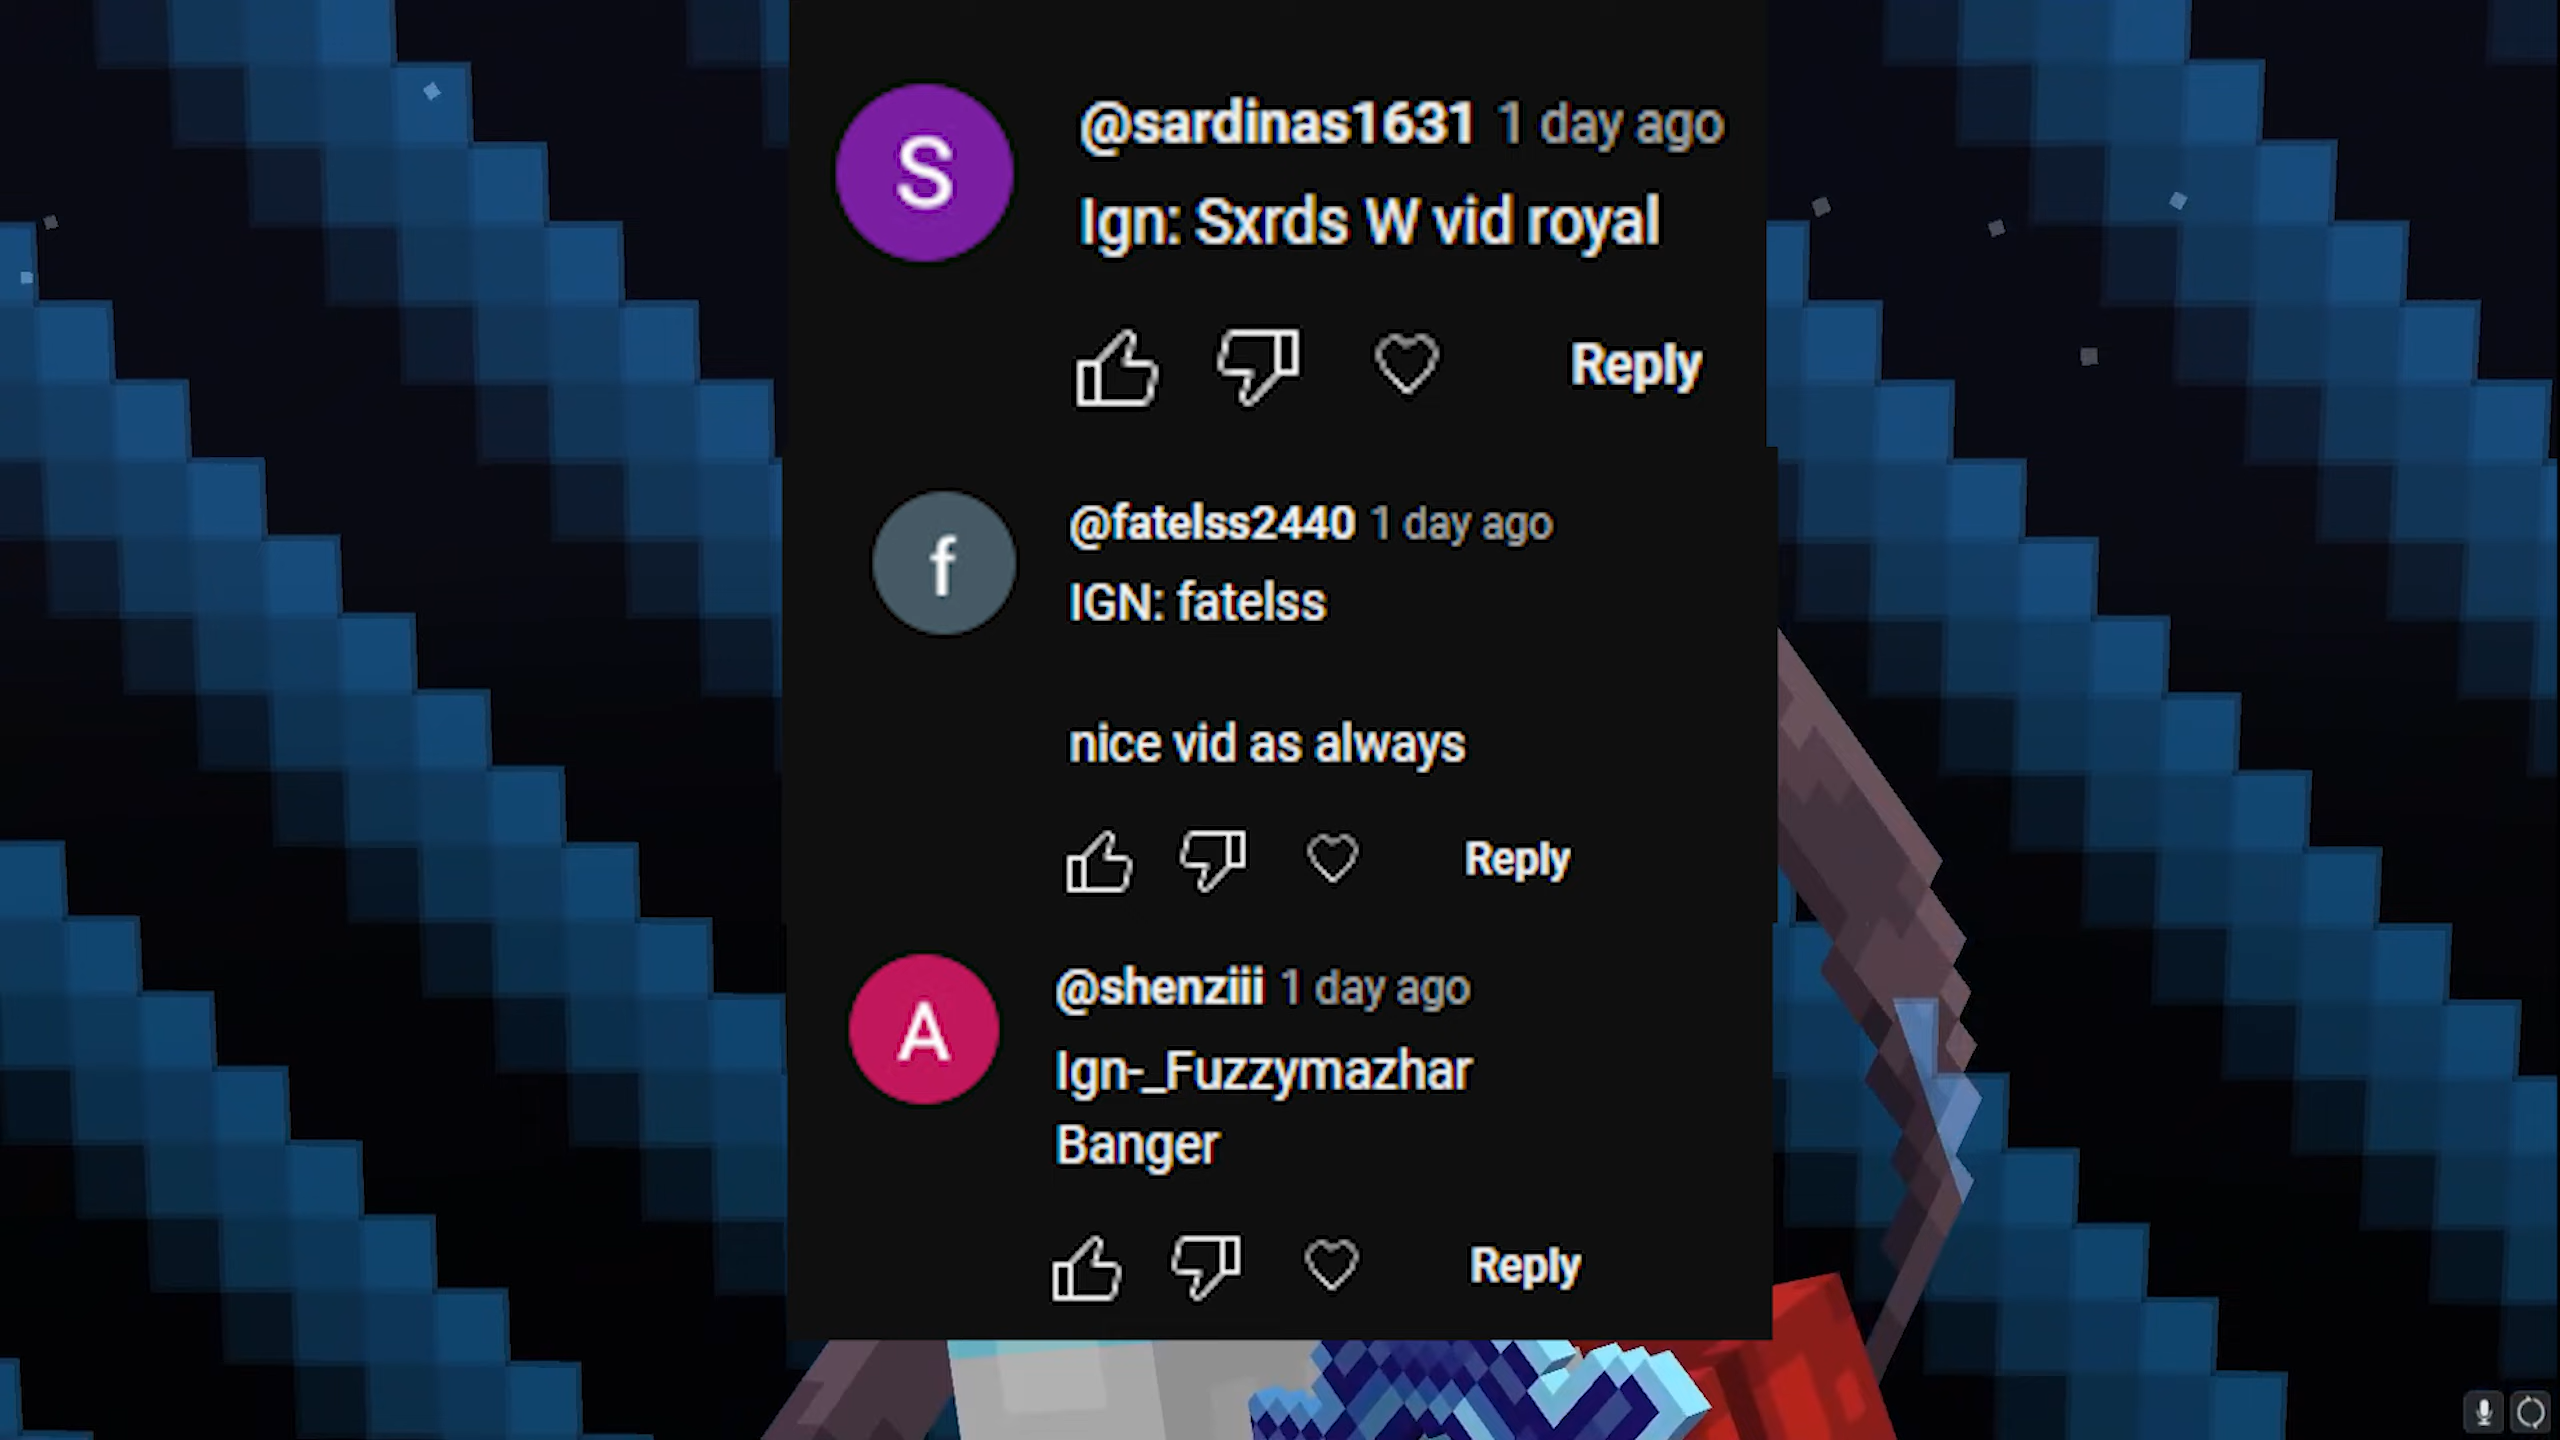 S
@sardinas1631 1 day ago
Ign: Sxrds W vid royal
Reply
f
@fatelss2440 1 day ago
IGN: fatelss
nice vid as always
Reply
A
@shenziii 1 day ago
Ign-_Fuzzymazhar
Banger
Reply